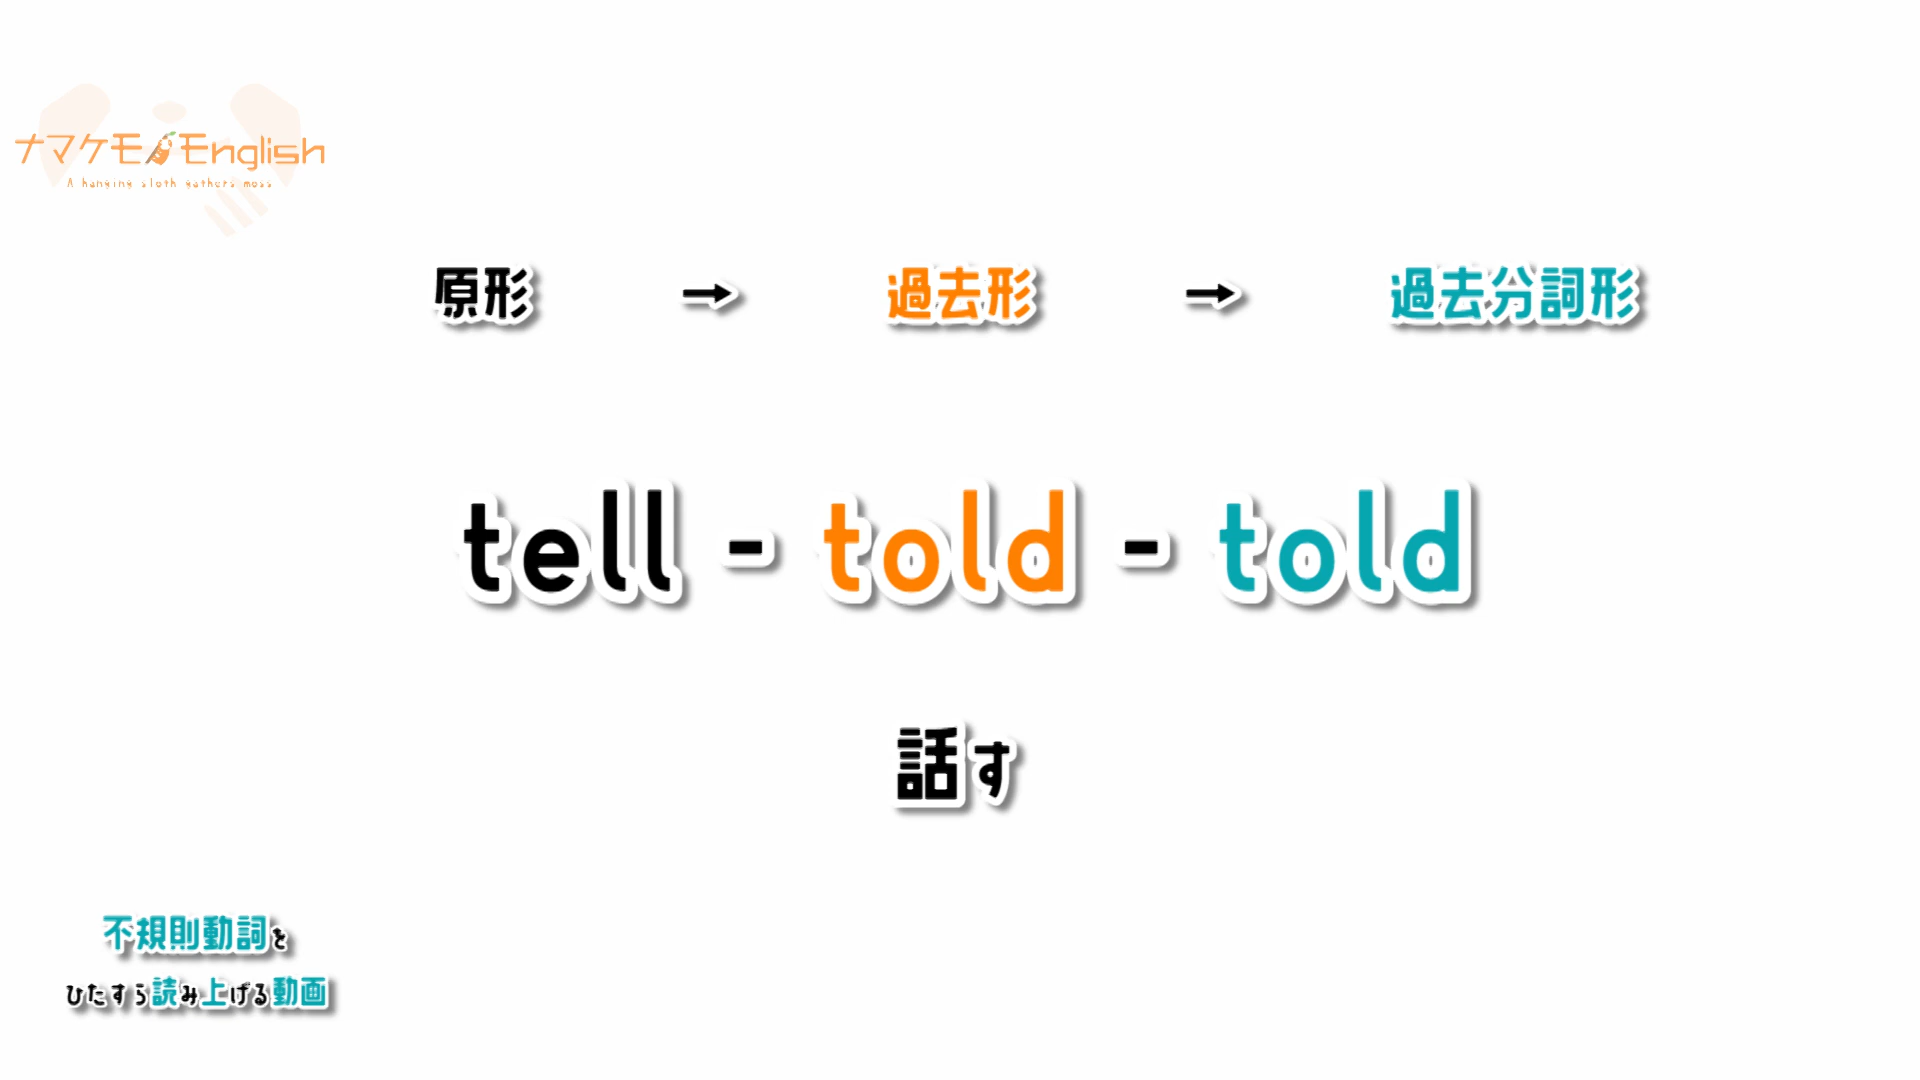 ナマケモノEnglish
A hanging sloth gathers moss
原形 → 過去形 → 過去分詞形
tell - told - told
話す
不規則動詞を
ひたすら読み上げる動画